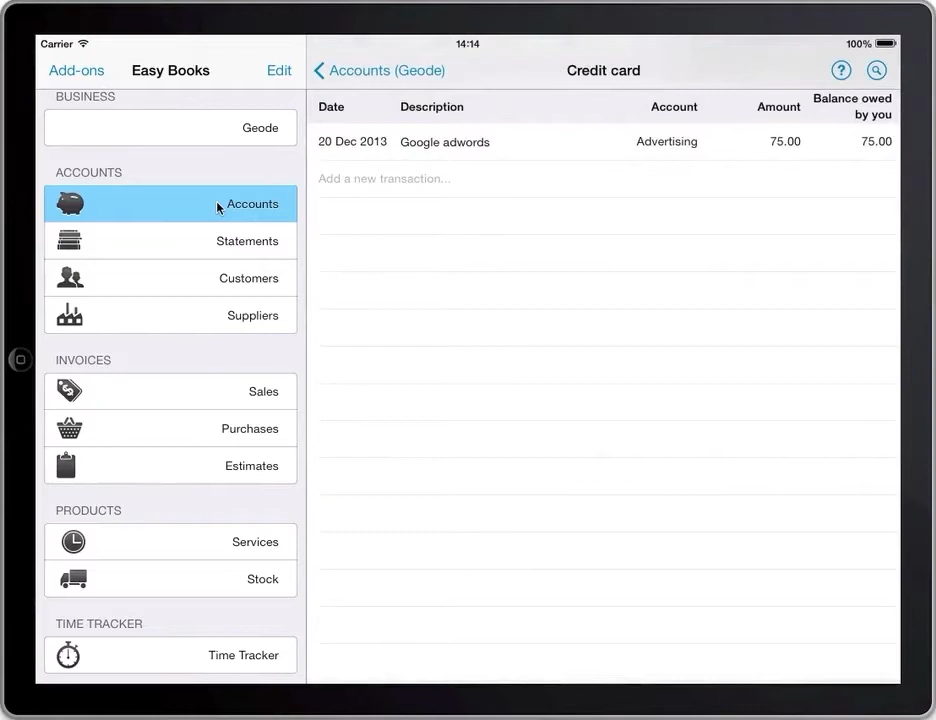 Carrier 14:14 100%
Add-ons Easy Books Edit
Accounts (Geode) Credit card ?
BUSINESS
Geode
ACCOUNTS
Accounts
Statements
Customers
Suppliers
INVOICES
Sales
Purchases
Estimates
PRODUCTS
Services
Stock
TIME TRACKER
Time Tracker
Date Description Account Amount Balance owed
by you
20 Dec 2013 Google adwords Advertising 75.00 75.00
Add a new transaction...